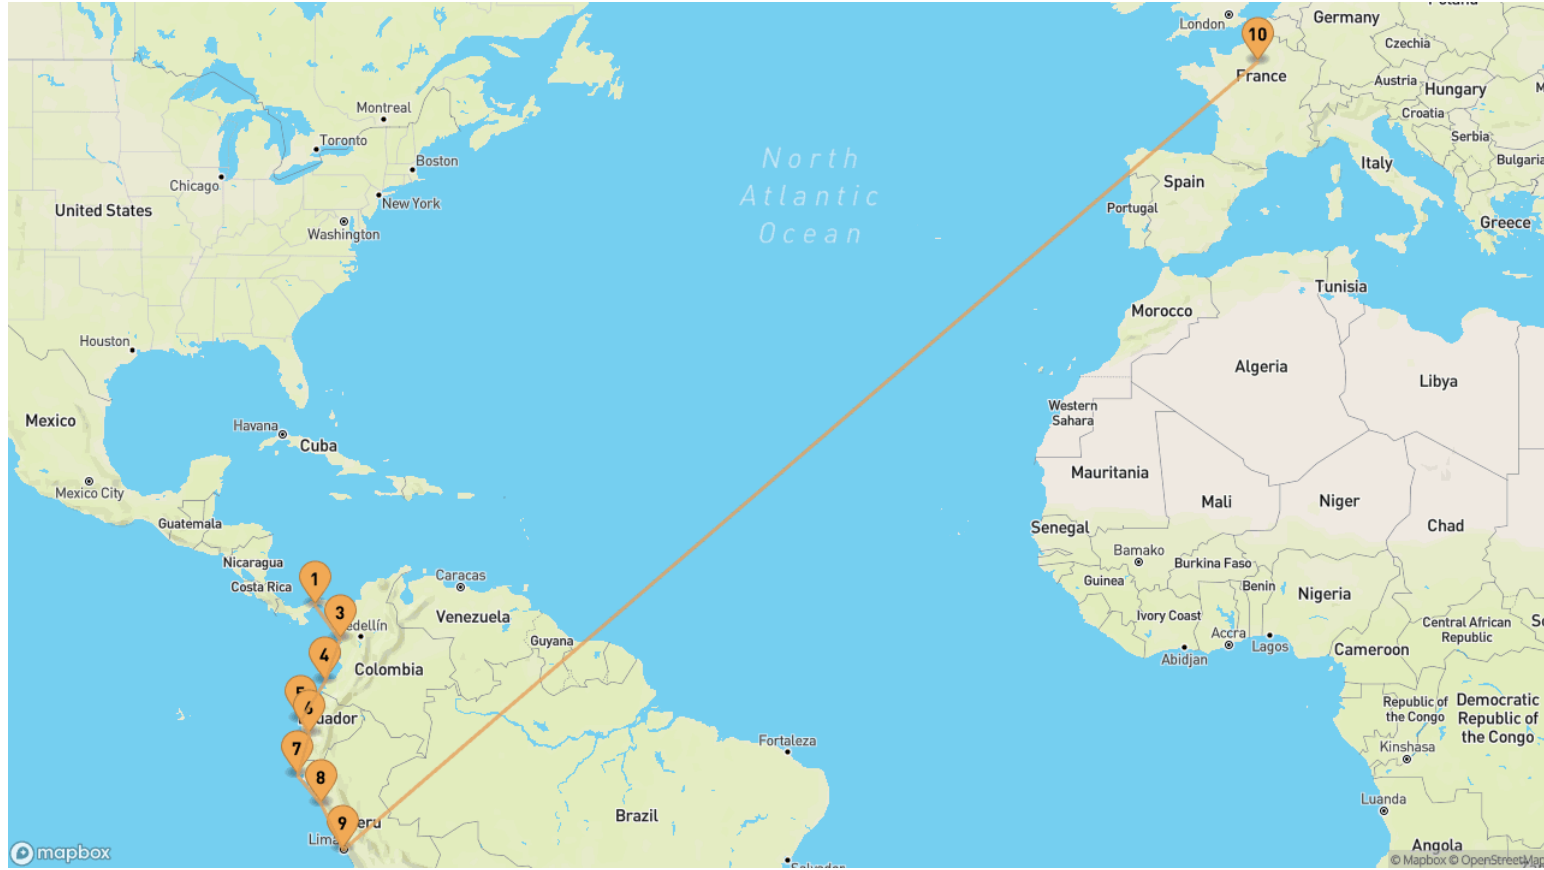 London
Germany
Czechia
10
France
Austria
Hungary
Croatia
Serbia
Bulgaria
Italy
Spain
Portugal
Greece
Montreal
Toronto
Boston
Chicago
New York
United States
Washington
North
Atlantic
Ocean
Tunisia
Morocco
Houston
Algeria
Libya
Mexico
Havana
Cuba
Western
Sahara
Mexico City
Mauritania
Mali
Niger
Chad
Guatemala
Senegal
Bamako
Burkina Faso
Nicaragua
Costa Rica
Caracas
Guinea
Benin
Nigeria
1
3
edellín
Venezuela
Guyana
Ivory Coast
Accra
Lagos
Abidjan
Central African
Republic
Cameroon
4
Colombia
5
6
uador
Republic of
the Congo
Democratic
Republic of
the Congo
Kinshasa
7
8
Fortaleza
9
eru
Lima
Brazil
Luanda
Angola
Salvador
mapbox
© Mapbox © OpenStreetMap